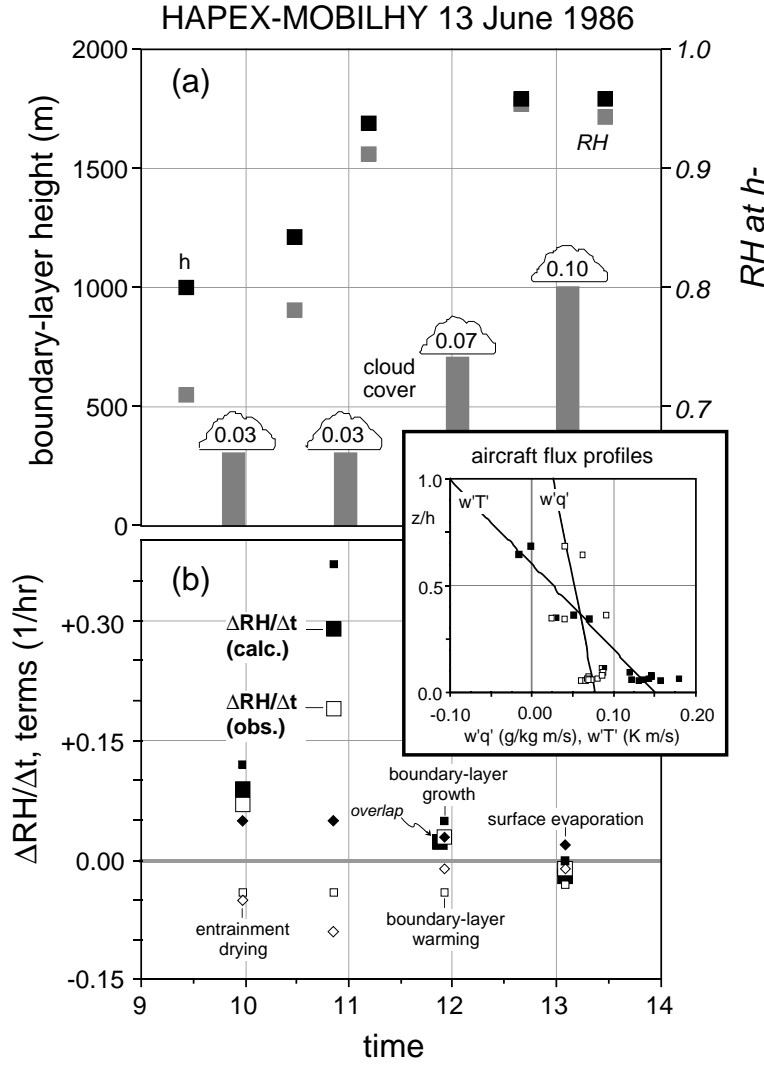 HAPEX-MOBILHY 13 June 1986
2000
1.0
(a)
RH
1500
0.9
h
0.10
1000
0.8
0.07
cloud
cover
500
0.7
0.03
0.03
0
boundary-layer height (m)
RH at h-
aircraft flux profiles
1.0
w'T'
w'q'
z/h
0.5
0.0
-0.10
0.00
0.10
0.20
w'q' (g/kg m/s), w'T' (K m/s)
(b)
+0.30
ΔRH/Δt
(calc.)
ΔRH/Δt
(obs.)
+0.15
boundary-layer
growth
overlap
surface evaporation
0.00
entrainment
drying
boundary-layer
warming
-0.15
ΔRH/Δt, terms (1/hr)
9
10
11
12
13
14
time